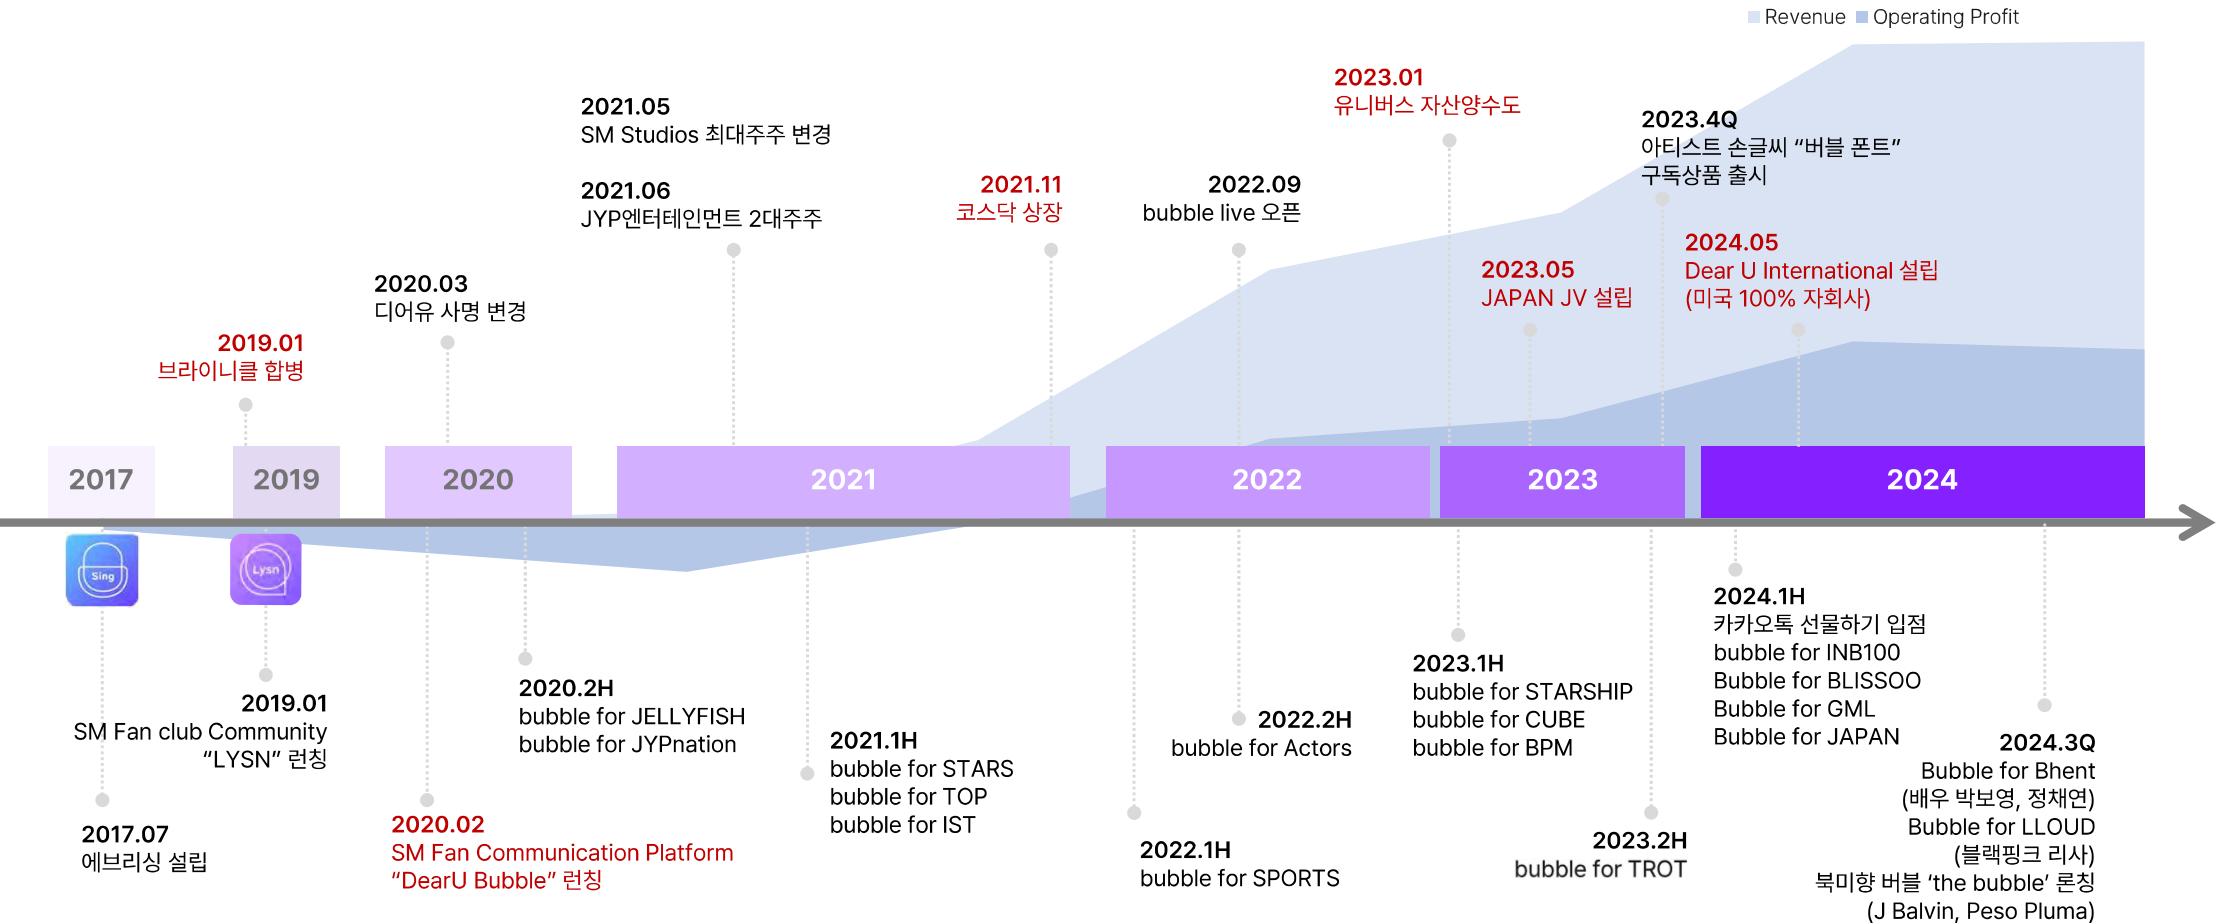 Revenue Operating Profit
2023.01
유니버스 자산양수도
2021.05
SM Studios 최대주주 변경
2023.4Q
아티스트 손글씨 “버블 폰트”
구독상품 출시
2021.06
JYP엔터테인먼트 2대주주
2021.11
코스닥 상장
2022.09
bubble live 오픈
2024.05
Dear U International 설립
(미국 100% 자회사)
2023.05
JAPAN JV 설립
2020.03
디어유 사명 변경
2019.01
브라이니클 합병
2017
2019
2020
2021
2022
2023
2024
Sing
Lysn
2019.01
SM Fan club Community
“LYSN” 런칭
2017.07
에브리싱 설립
2020.02
SM Fan Communication Platform
“DearU Bubble” 런칭
2020.2H
bubble for JELLYFISH
bubble for JYPnation
2021.1H
bubble for STARS
bubble for TOP
bubble for IST
2022.2H
bubble for Actors
2022.1H
bubble for SPORTS
2023.1H
bubble for STARSHIP
bubble for CUBE
bubble for BPM
2023.2H
bubble for TROT
2024.1H
카카오톡 선물하기 입점
bubble for INB100
Bubble for BLISSOO
Bubble for GML
Bubble for JAPAN
2024.3Q
Bubble for Bhent
(배우 박보영, 정채연)
Bubble for LLOUD
(블랙핑크 리사)
북미향 버블 ‘the bubble’ 론칭
(J Balvin, Peso Pluma)